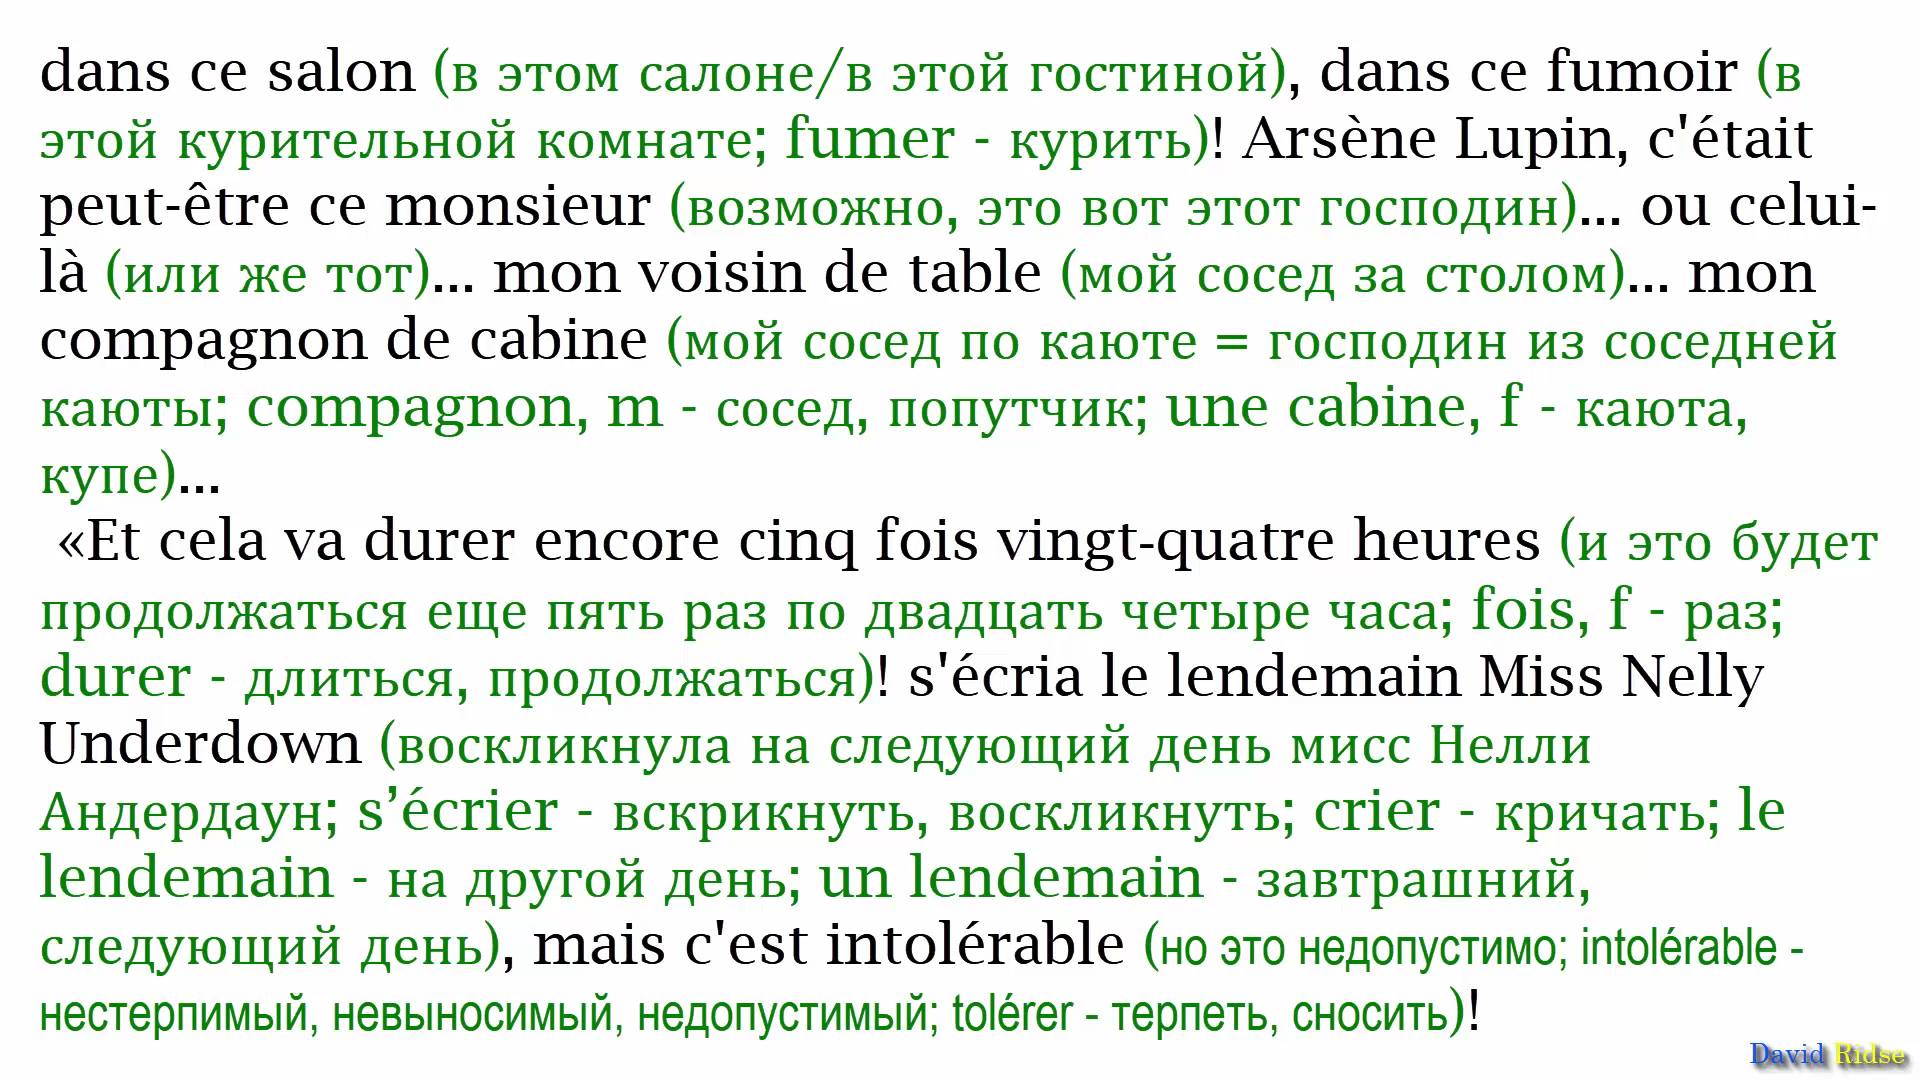 dans ce salon (в этом салоне/в этой гостиной), dans ce fumoir (в
этой курительной комнате; fumer - курить)! Arsène Lupin, c'était
peut-être ce monsieur (возможно, это вот этот господин)... ou celui-
là (или же тот)... mon voisin de table (мой сосед за столом)... mon
compagnon de cabine (мой сосед по каюте = господин из соседней
каюты; compagnon, m - сосед, попутчик; une cabine, f - каюта,
купе)...
«Et cela va durer encore cinq fois vingt-quatre heures (и это будет
продолжаться еще пять раз по двадцать четыре часа; fois, f - раз;
durer - длиться, продолжаться)! s'écria le lendemain Miss Nelly
Underdown (воскликнула на следующий день мисс Нелли
Андердаун; s’écrier - вскрикнуть, воскликнуть; crier - кричать; le
lendemain - на другой день; un lendemain - завтрашний,
следующий день), mais c'est intolérable (но это недопустимо; intolérable -
нестерпимый, невыносимый, недопустимый; tolérer - терпеть, сносить)!
David Ridse